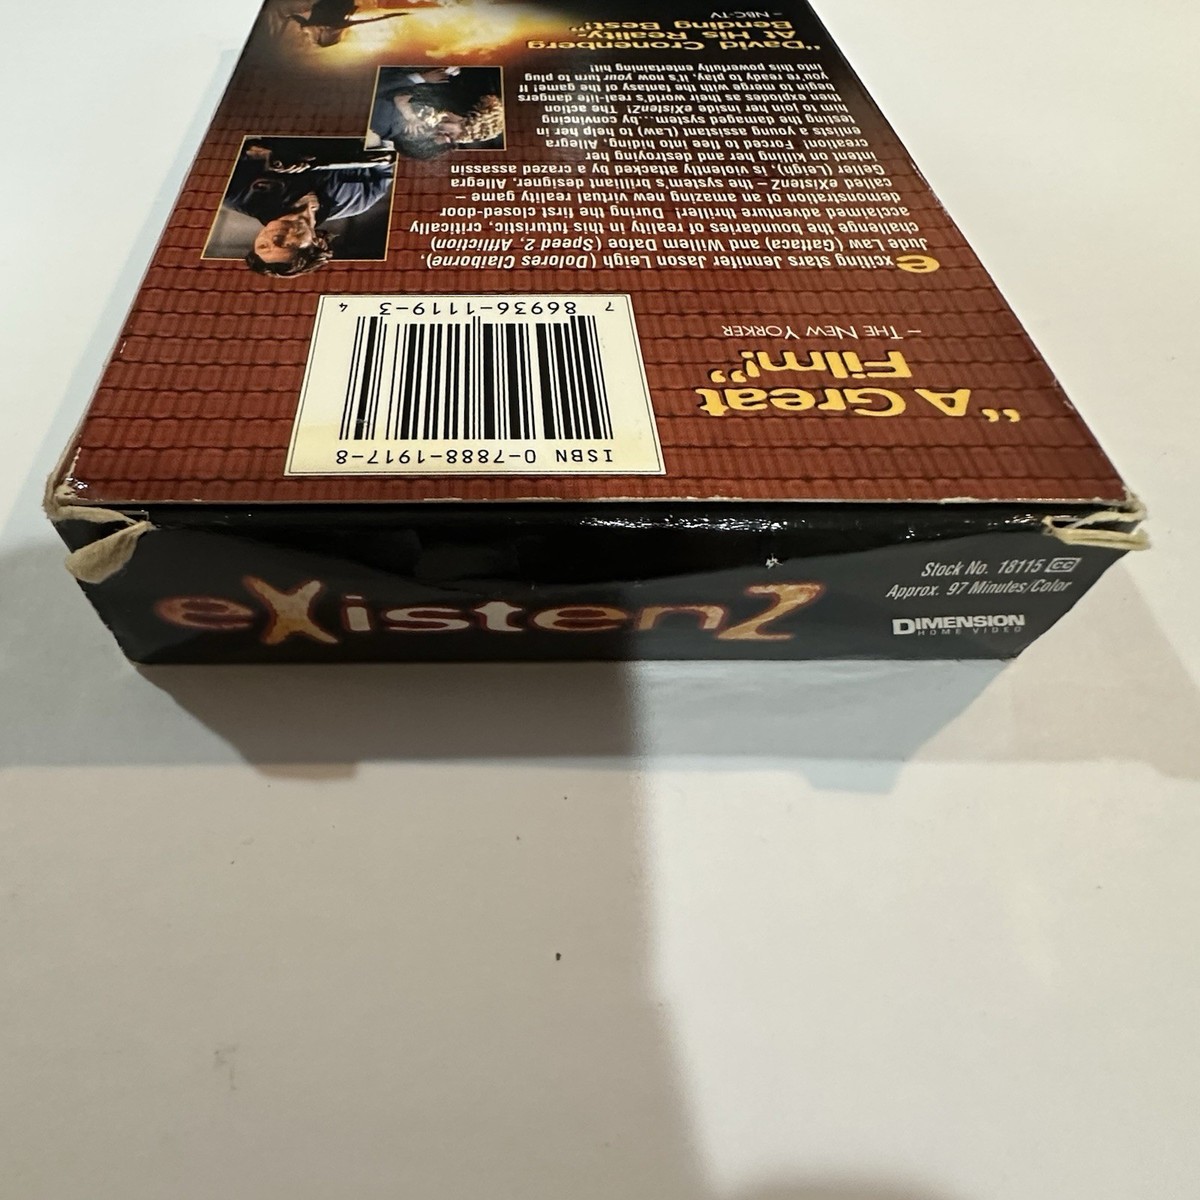 "David Cronenberg
At His Reality-
Bending Best!"
– NBC-TV
exciting stars Jennifer Jason Leigh (Dolores Claiborne),
Jude Law (Gattaca) and Willem Dafoe (Speed 2, Affliction)
challenge the boundaries of reality in this futuristic, critically
acclaimed adventure thriller! During the first closed-door
demonstration of an amazing new virtual reality game –
called eXistenZ – the system's brilliant designer, Allegra
Geller (Leigh), is violently attacked by a crazed assassin
intent on killing her and destroying her
creation! Forced to flee into hiding, Allegra
enlists a young assistant (Law) to help her in
testing the damaged system...by convincing
him to join her inside eXistenZ! The action
then explodes as their world's real-life dangers
begin to merge with the fantasy of the game! If
you're ready to play, it's now your turn to plug
into this powerfully entertaining hit!
"A Great
Film!"
– THE NEW YORKER
ISBN 0-7888-1917-8
7 86936-1119-3 4
eXistenZ
Stock No. 18115 CC
Approx. 97 Minutes/Color
DIMENSION
HOME VIDEO